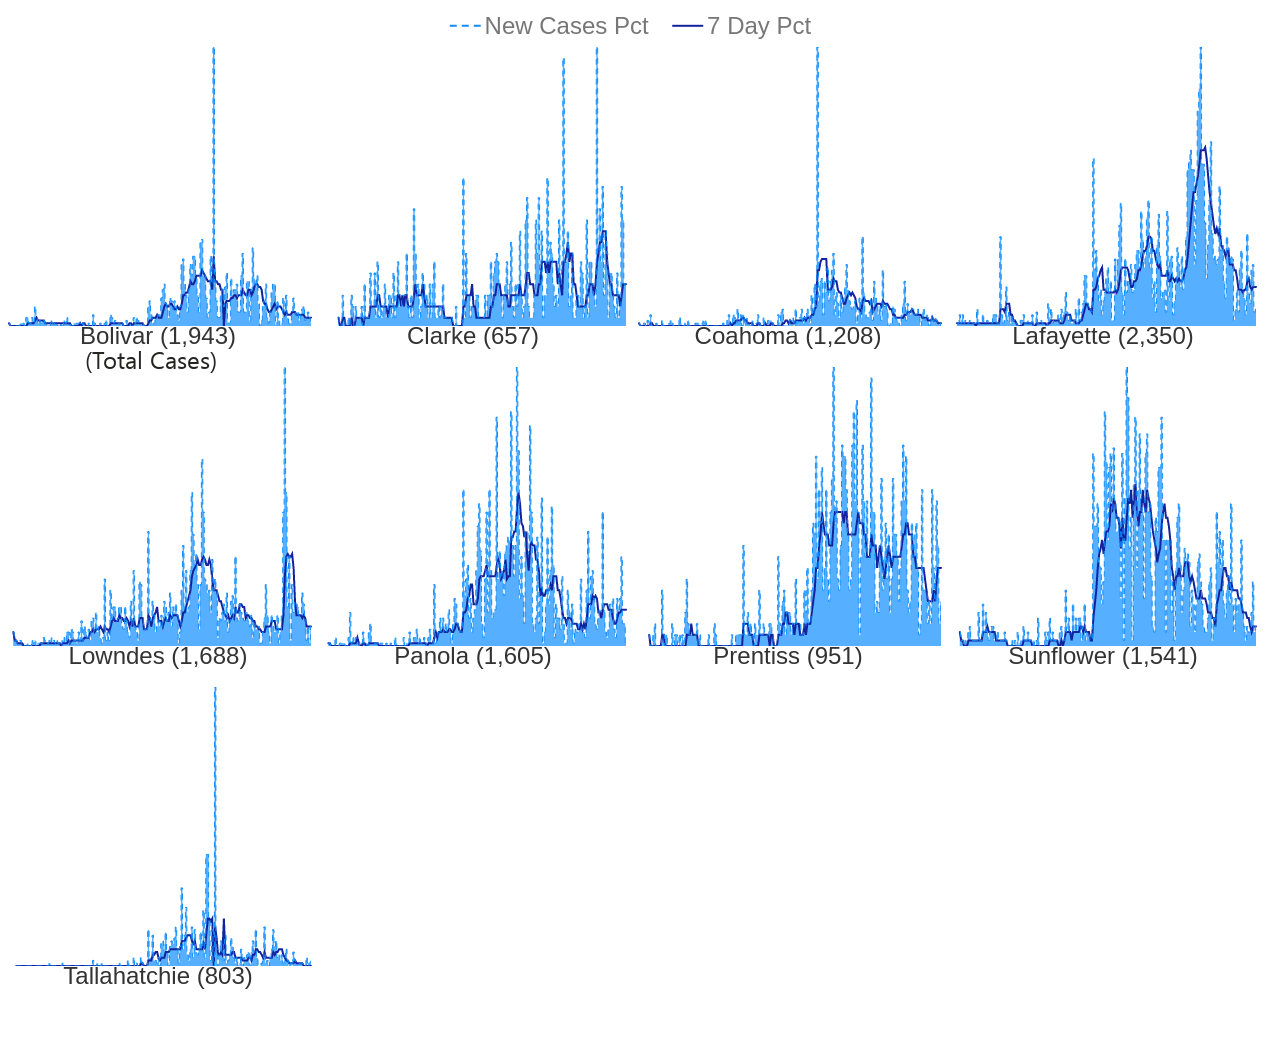 New Cases Pct 7 Day Pct
Bolivar (1,943) Clarke (657) Coahoma (1,208) Lafayette (2,350)
(Total Cases)
Lowndes (1,688) Panola (1,605) Prentiss (951) Sunflower (1,541)
Tallahatchie (803)